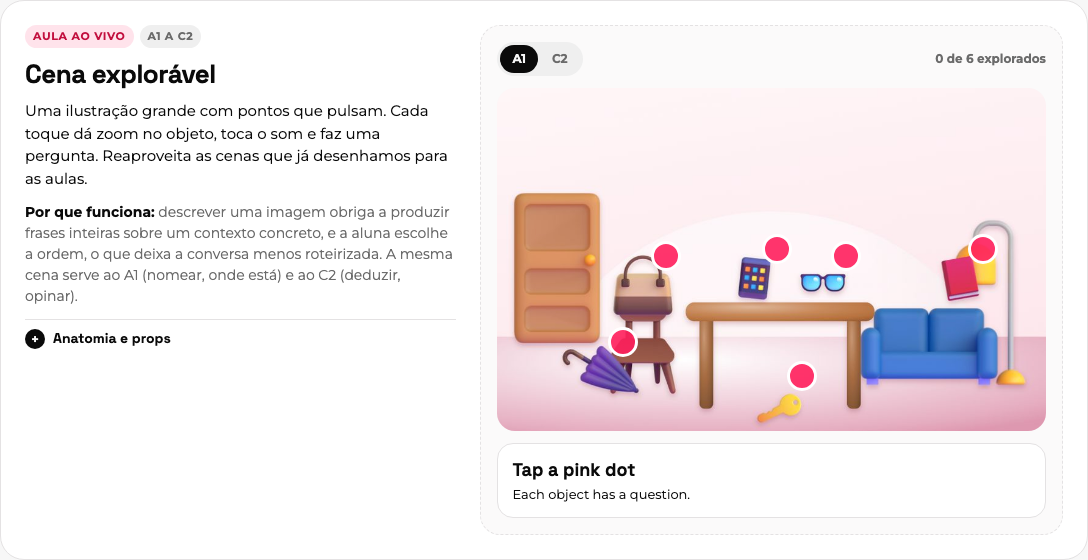 AULA AO VIVO
A1 A C2
Cena explorável
Uma ilustração grande com pontos que pulsam. Cada
toque dá zoom no objeto, toca o som e faz uma
pergunta. Reaproveita as cenas que já desenhamos para
as aulas.
Por que funciona: descrever uma imagem obriga a produzir
frases inteiras sobre um contexto concreto, e a aluna escolhe
a ordem, o que deixa a conversa menos roteirizada. A mesma
cena serve ao A1 (nomear, onde está) e ao C2 (deduzir,
opinar).
+ Anatomia e props
A1
C2
0 de 6 explorados
Tap a pink dot
Each object has a question.